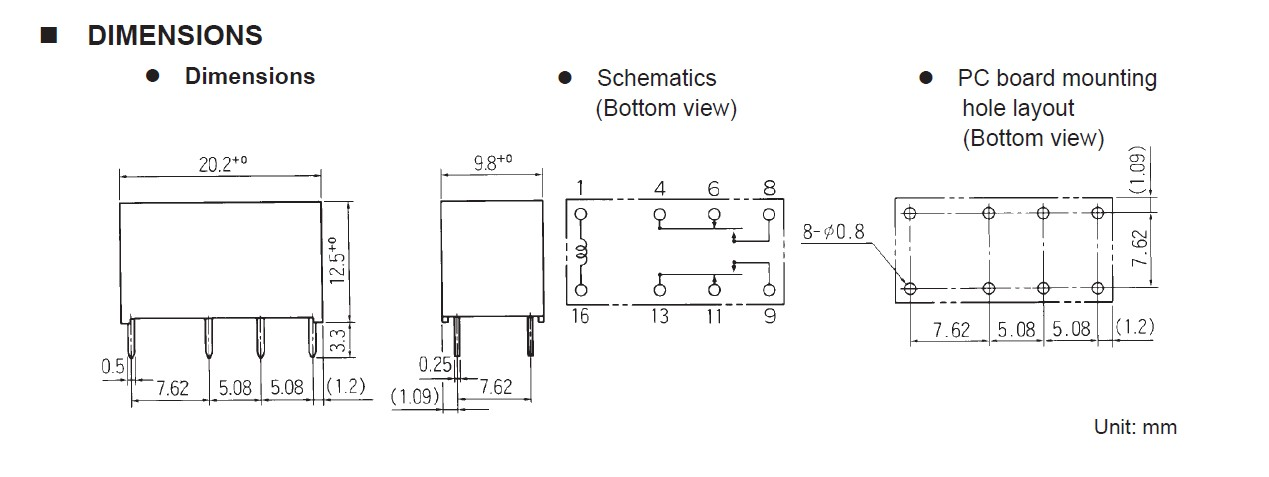 ■ DIMENSIONS
● Dimensions
● Schematics
(Bottom view)
● PC board mounting
hole layout
(Bottom view)
20.2⁺⁰
12.5⁺⁰
3.3
0.5
7.62
5.08
5.08
(1.2)
9.8⁺⁰
0.25
7.62
(1.09)
1
4
6
8
16
13
11
9
(1.09)
8-φ0.8
7.62
7.62
5.08
5.08
(1.2)
Unit: mm